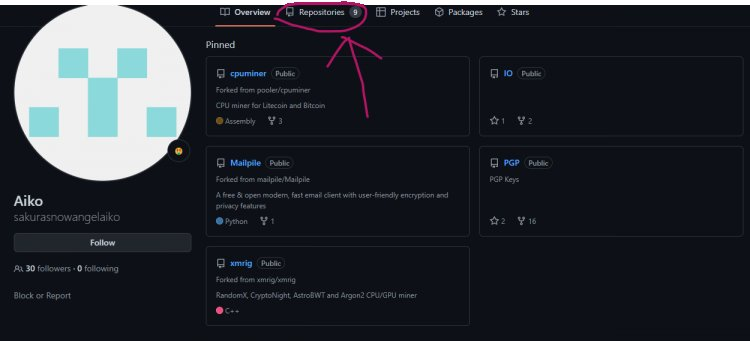 Overview Repositories 9 Projects Packages Stars
Pinned
cpuminer Public
Forked from pooler/cpuminer
CPU miner for Litecoin and Bitcoin
Assembly 3
IO Public
1 2
Mailpile Public
Forked from mailpile/Mailpile
A free & open modern, fast email client with user-friendly encryption and
privacy features
Python 1
PGP Public
PGP Keys
2 16
xmrig Public
Forked from xmrig/xmrig
RandomX, CryptoNight, AstroBWT and Argon2 CPU/GPU miner
C++
Aiko
sakurasnowangelaiko
Follow
30 followers · 0 following
Block or Report